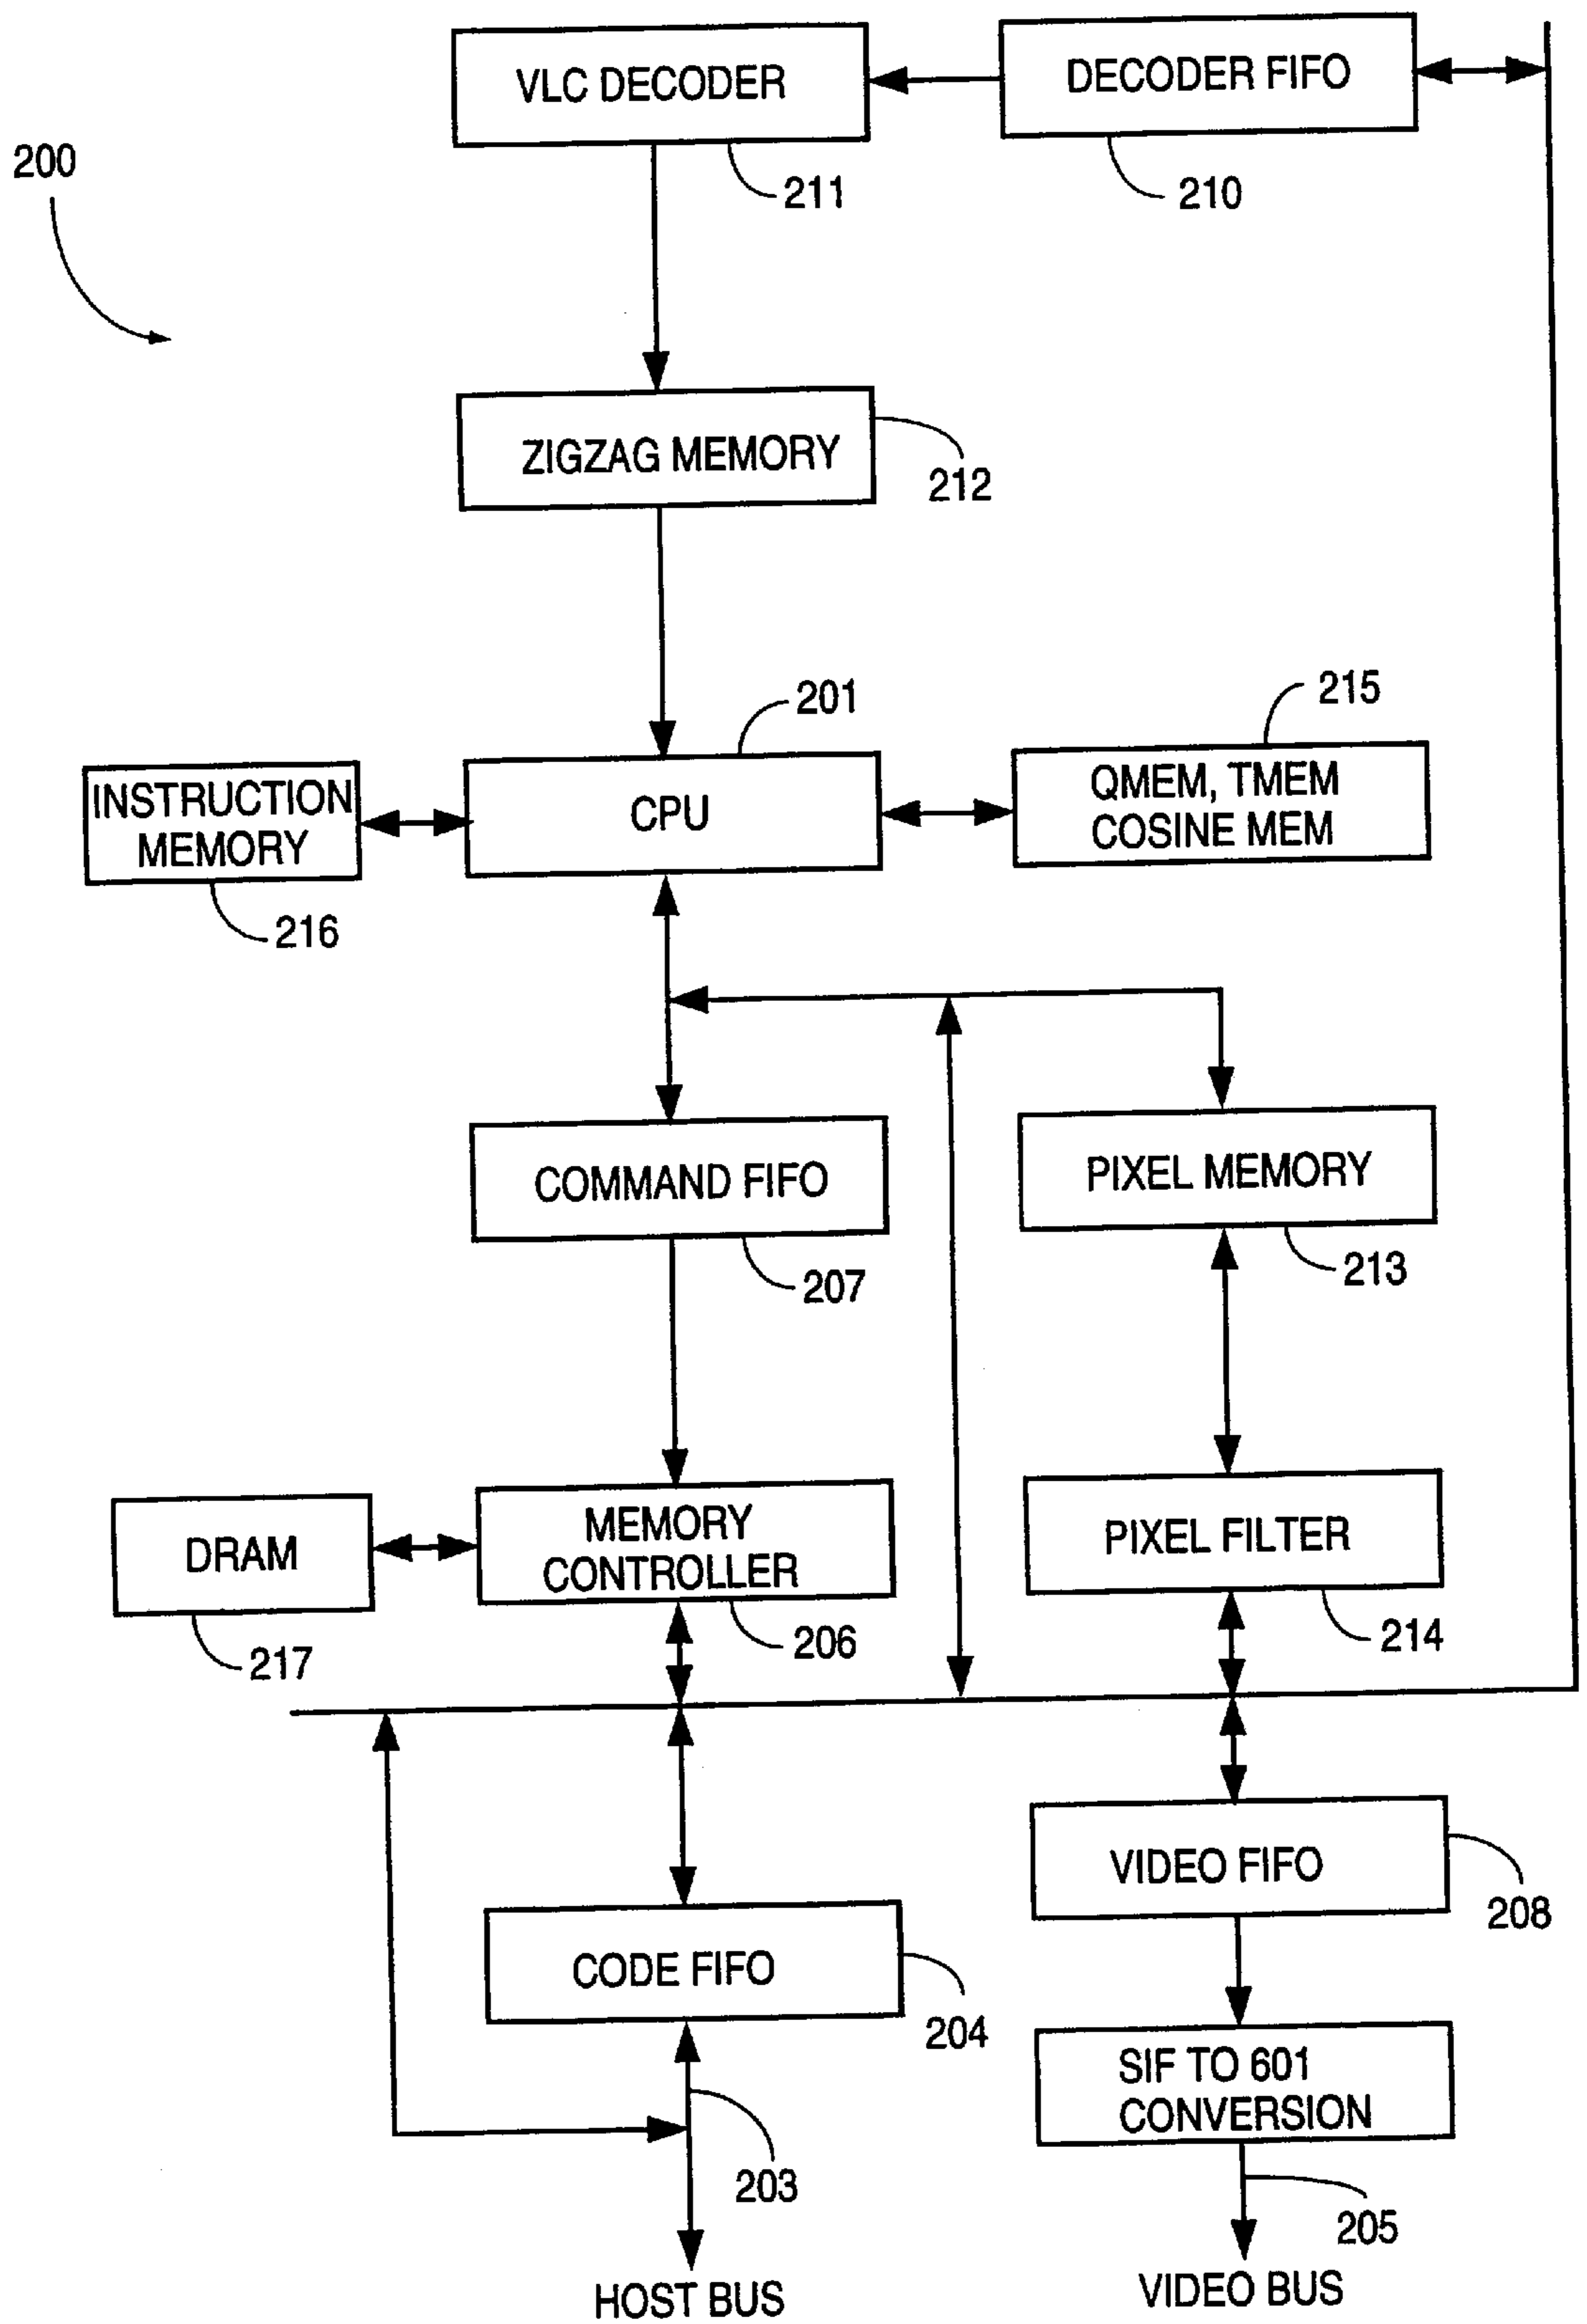 VLC DECODER
DECODER FIFO
200
211
210
ZIGZAG MEMORY
212
201
215
INSTRUCTION
MEMORY
CPU
QMEM, TMEM
COSINE MEM
216
COMMAND FIFO
PIXEL MEMORY
207
213
DRAM
MEMORY
CONTROLLER
PIXEL FILTER
217
206
214
VIDEO FIFO
208
CODE FIFO
204
SIF TO 601
CONVERSION
203
205
HOST BUS
VIDEO BUS